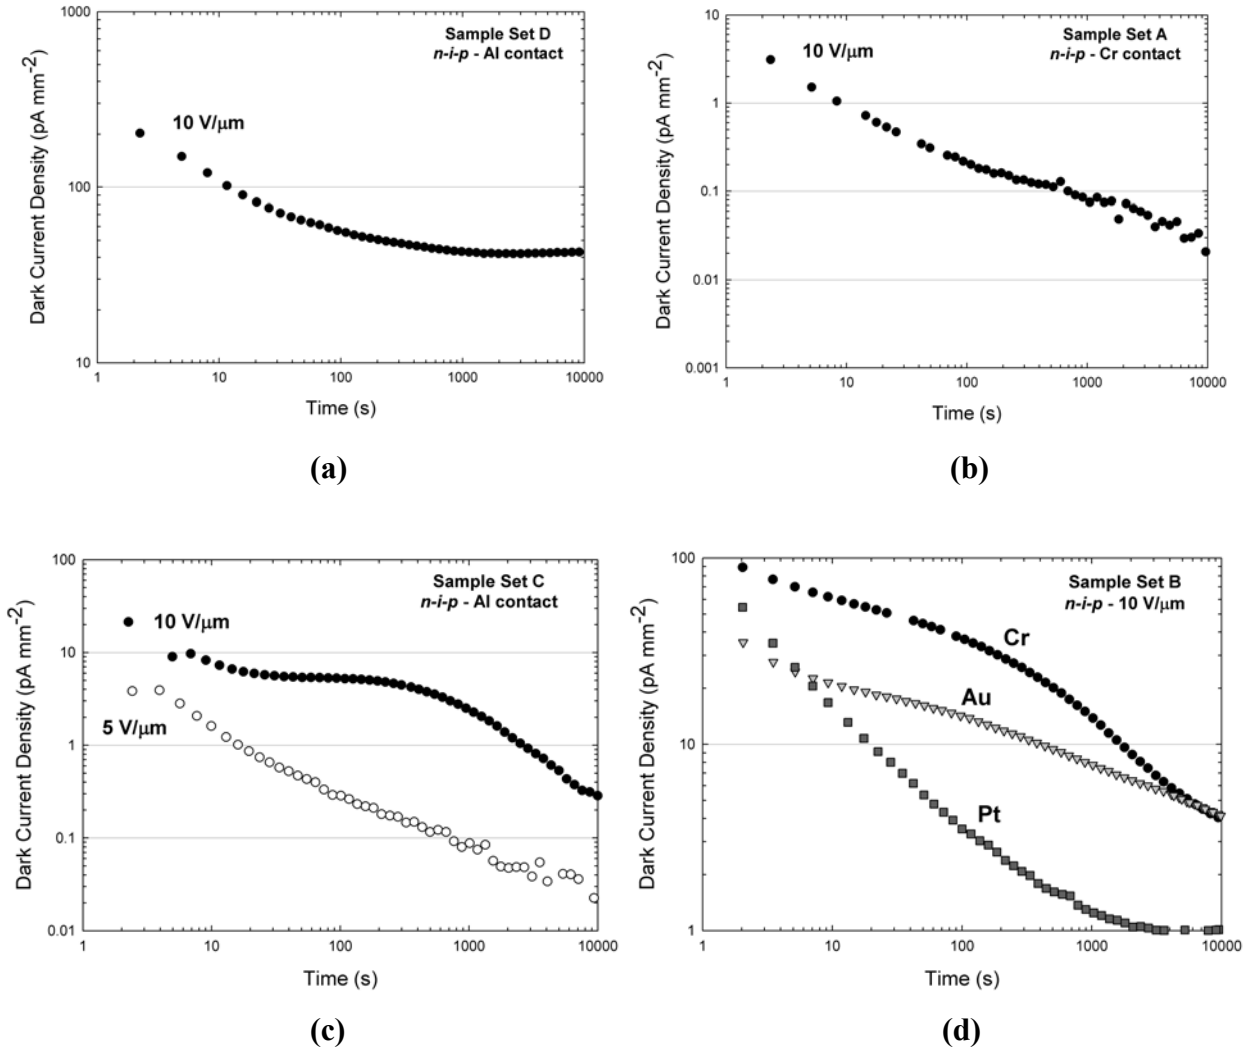 Sample Set D
n-i-p - Al contact
10 V/μm
Dark Current Density (pA mm-2)
1000
100
10
1 10 100 1000 10000
Time (s)
(a)
Sample Set A
n-i-p - Cr contact
10 V/μm
Dark Current Density (pA mm-2)
10
1
0.1
0.01
0.001
1 10 100 1000 10000
Time (s)
(b)
Sample Set C
n-i-p - Al contact
10 V/μm
5 V/μm
Dark Current Density (pA mm-2)
100
10
1
0.1
0.01
1 10 100 1000 10000
Time (s)
(c)
Sample Set B
n-i-p - 10 V/μm
Cr
Au
Pt
Dark Current Density (pA mm-2)
100
10
1
1 10 100 1000 10000
Time (s)
(d)